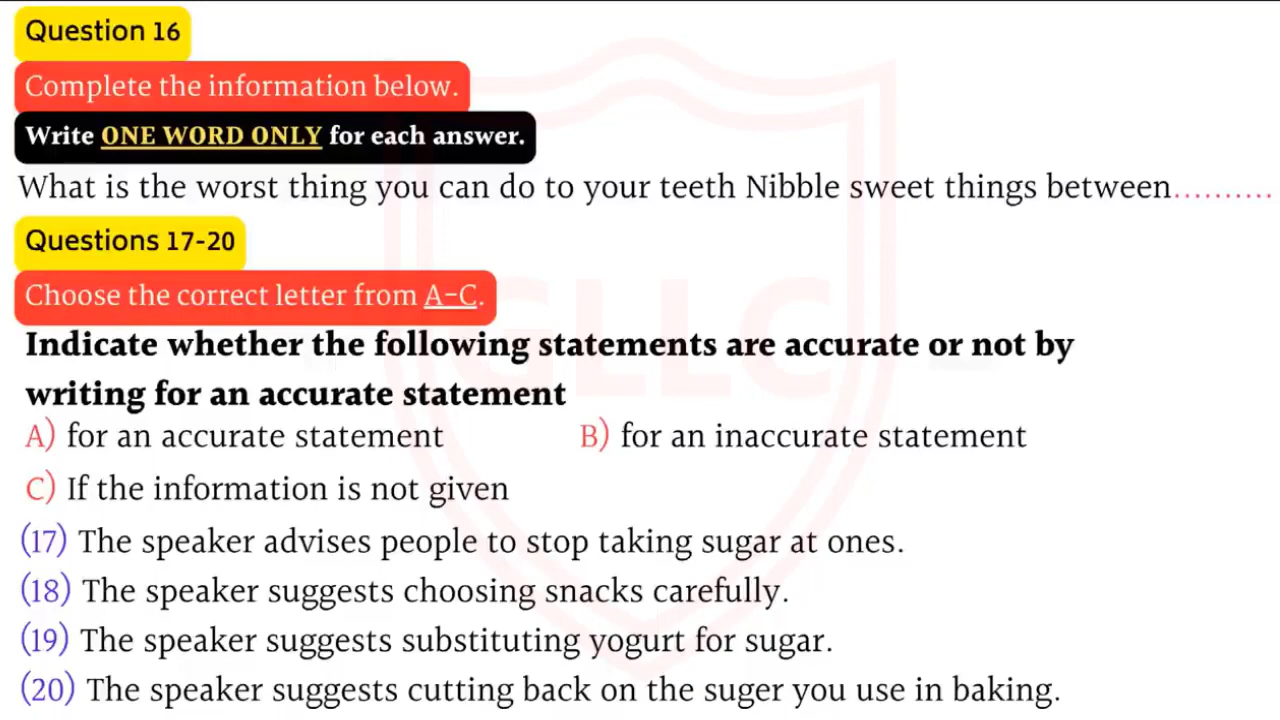 Question 16
Complete the information below.
Write ONE WORD ONLY for each answer.
What is the worst thing you can do to your teeth Nibble sweet things between..........
Questions 17-20
Choose the correct letter from A-C.
Indicate whether the following statements are accurate or not by
writing for an accurate statement
A) for an accurate statement B) for an inaccurate statement
C) If the information is not given
(17) The speaker advises people to stop taking sugar at ones.
(18) The speaker suggests choosing snacks carefully.
(19) The speaker suggests substituting yogurt for sugar.
(20) The speaker suggests cutting back on the suger you use in baking.
GLLC